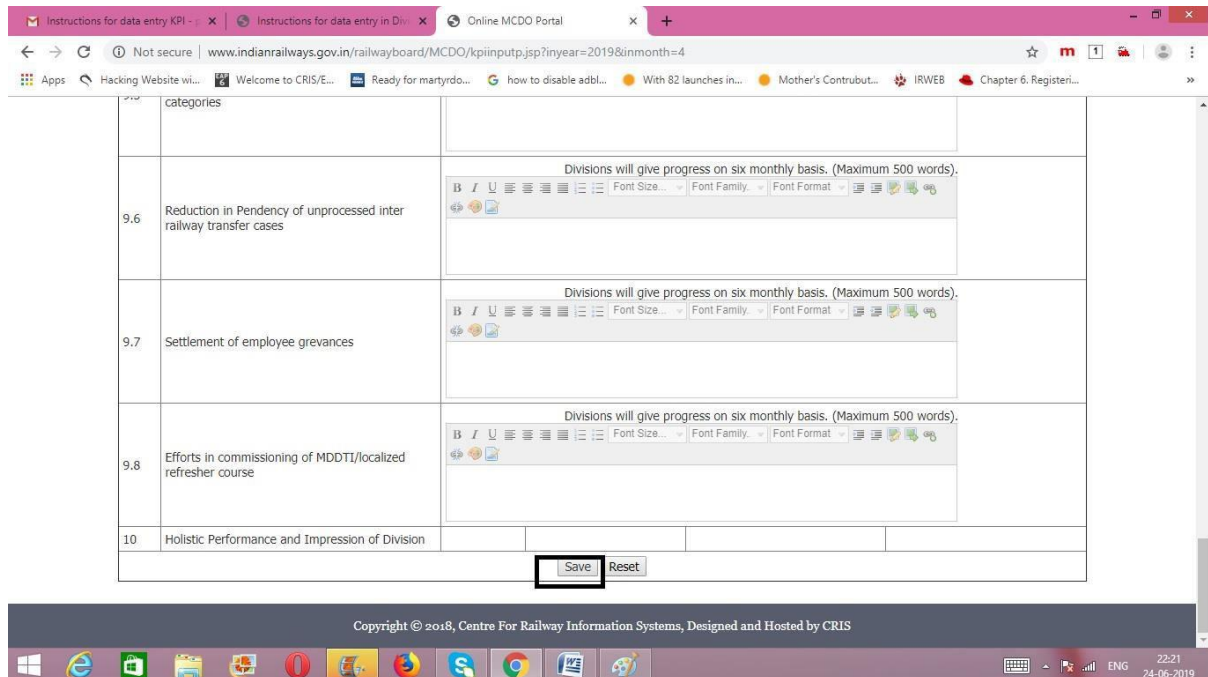 Instructions for data entry KPI - p
Instructions for data entry in Divi
Online MCDO Portal
Not secure | www.indianrailways.gov.in/railwayboard/MCDO/kpiinputp.jsp?inyear=2019&inmonth=4
m 1
Apps Hacking Website wi... Welcome to CRIS/E... Ready for martyrdo... how to disable adbl... With 82 launches in... Mother's Contrubut... IRWEB Chapter 6. Registeri... »
categories
Divisions will give progress on six monthly basis. (Maximum 500 words).
B I U Font Size... Font Family. Font Format
9.6 Reduction in Pendency of unprocessed inter
railway transfer cases
Divisions will give progress on six monthly basis. (Maximum 500 words).
B I U Font Size... Font Family. Font Format
9.7 Settlement of employee grevances
Divisions will give progress on six monthly basis. (Maximum 500 words).
B I U Font Size... Font Family. Font Format
9.8 Efforts in commissioning of MDDTI/localized
refresher course
10 Holistic Performance and Impression of Division
Save Reset
Copyright © 2018, Centre For Railway Information Systems, Designed and Hosted by CRIS
ENG 22:21
24-06-2019